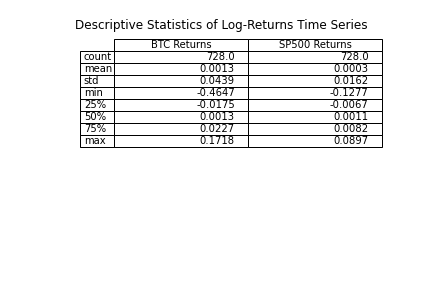 Descriptive Statistics of Log-Returns Time Series
BTC Returns SP500 Returns
count 728.0 728.0
mean 0.0013 0.0003
std 0.0439 0.0162
min -0.4647 -0.1277
25% -0.0175 -0.0067
50% 0.0013 0.0011
75% 0.0227 0.0082
max 0.1718 0.0897